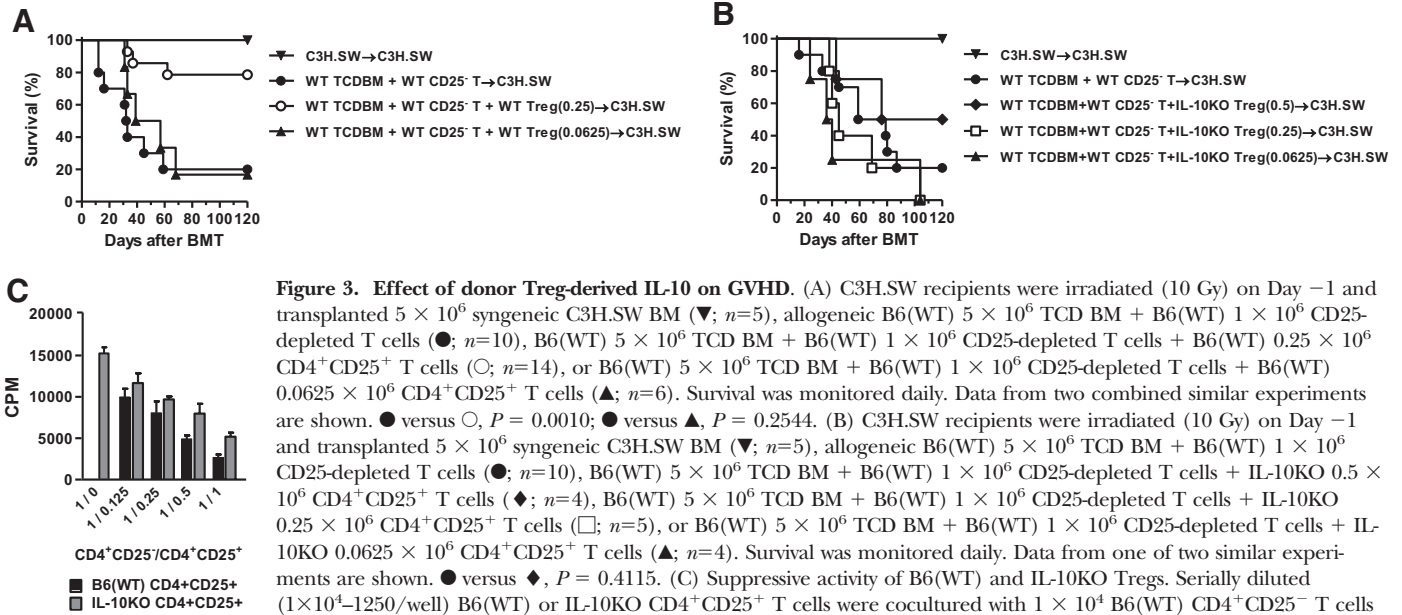 A
100
80
60
40
20
0
Survival (%)
0 20 40 60 80 100 120
Days after BMT
C3H.SW→C3H.SW
WT TCDBM + WT CD25⁻ T→C3H.SW
WT TCDBM + WT CD25⁻ T + WT Treg(0.25)→C3H.SW
WT TCDBM + WT CD25⁻ T + WT Treg(0.0625)→C3H.SW
B
100
80
60
40
20
0
Survival (%)
0 20 40 60 80 100 120
Days after BMT
C3H.SW→C3H.SW
WT TCDBM + WT CD25⁻ T→C3H.SW
WT TCDBM+WT CD25⁻ T+IL-10KO Treg(0.5)→C3H.SW
WT TCDBM+WT CD25⁻ T+IL-10KO Treg(0.25)→C3H.SW
WT TCDBM+WT CD25⁻ T+IL-10KO Treg(0.0625)→C3H.SW
C
20000
15000
10000
5000
0
CPM
1/0 1/0.125 1/0.25 1/0.5 1/1
CD4⁺CD25⁻/CD4⁺CD25⁺
B6(WT) CD4+CD25+
IL-10KO CD4+CD25+
Figure 3. Effect of donor Treg-derived IL-10 on GVHD. (A) C3H.SW recipients were irradiated (10 Gy) on Day −1 and
transplanted 5 × 10⁶ syngeneic C3H.SW BM (▼; n=5), allogeneic B6(WT) 5 × 10⁶ TCD BM + B6(WT) 1 × 10⁶ CD25-
depleted T cells (●; n=10), B6(WT) 5 × 10⁶ TCD BM + B6(WT) 1 × 10⁶ CD25-depleted T cells + B6(WT) 0.25 × 10⁶
CD4⁺CD25⁺ T cells (○; n=14), or B6(WT) 5 × 10⁶ TCD BM + B6(WT) 1 × 10⁶ CD25-depleted T cells + B6(WT)
0.0625 × 10⁶ CD4⁺CD25⁺ T cells (▲; n=6). Survival was monitored daily. Data from two combined similar experiments
are shown. ● versus ○, P = 0.0010; ● versus ▲, P = 0.2544. (B) C3H.SW recipients were irradiated (10 Gy) on Day −1
and transplanted 5 × 10⁶ syngeneic C3H.SW BM (▼; n=5), allogeneic B6(WT) 5 × 10⁶ TCD BM + B6(WT) 1 × 10⁶
CD25-depleted T cells (●; n=10), B6(WT) 5 × 10⁶ TCD BM + B6(WT) 1 × 10⁶ CD25-depleted T cells + IL-10KO 0.5 ×
10⁶ CD4⁺CD25⁺ T cells (♦; n=4), B6(WT) 5 × 10⁶ TCD BM + B6(WT) 1 × 10⁶ CD25-depleted T cells + IL-10KO
0.25 × 10⁶ CD4⁺CD25⁺ T cells (□; n=5), or B6(WT) 5 × 10⁶ TCD BM + B6(WT) 1 × 10⁶ CD25-depleted T cells + IL-
10KO 0.0625 × 10⁶ CD4⁺CD25⁺ T cells (▲; n=4). Survival was monitored daily. Data from one of two similar experi-
ments are shown. ● versus ♦, P = 0.4115. (C) Suppressive activity of B6(WT) and IL-10KO Tregs. Serially diluted
(1×10⁴–1250/well) B6(WT) or IL-10KO CD4⁺CD25⁺ T cells were cocultured with 1 × 10⁴ B6(WT) CD4⁺CD25⁻ T cells